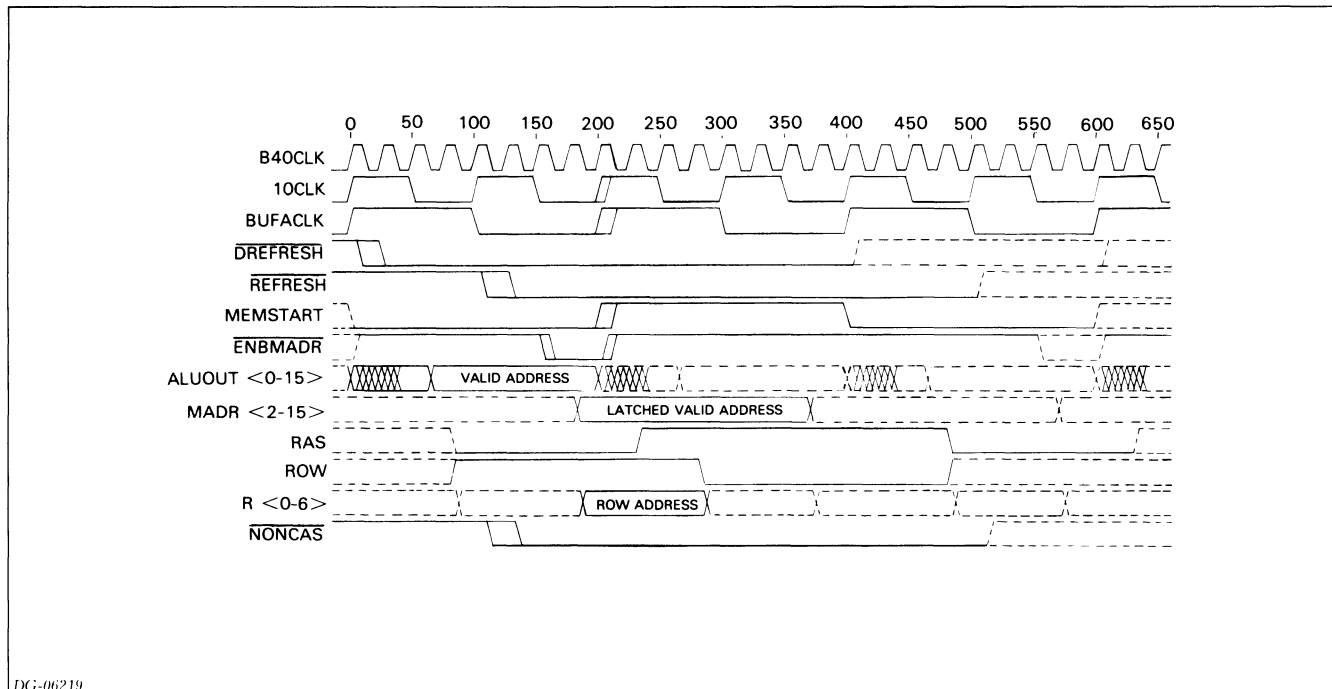 0 50 100 150 200 250 300 350 400 450 500 550 600 650
B40CLK
10CLK
BUFACLK
DREFRESH
REFRESH
MEMSTART
ENBMADR
ALUOUT <0-15> VALID ADDRESS
MADR <2-15> LATCHED VALID ADDRESS
RAS
ROW
R <0-6> ROW ADDRESS
NONCAS
DG-06219